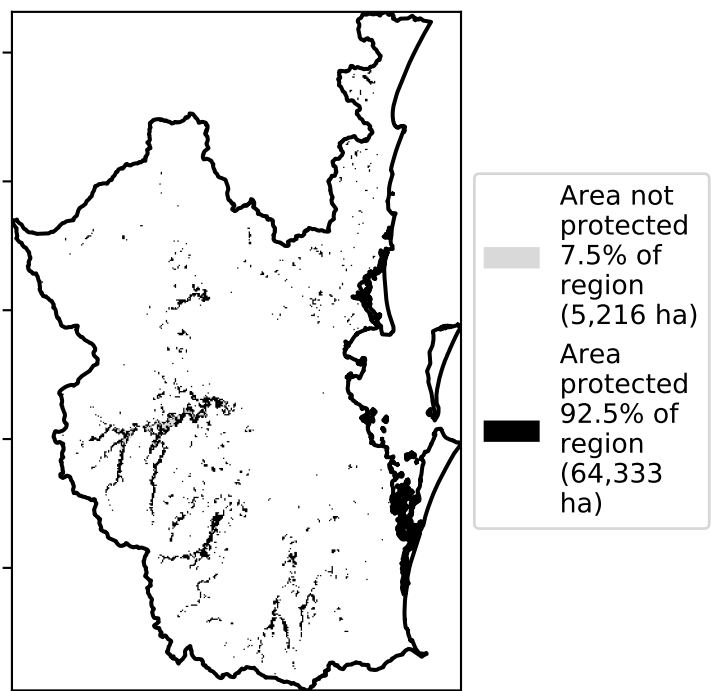 Area not
protected
7.5% of
region
(5,216 ha)
Area
protected
92.5% of
region
(64,333
ha)